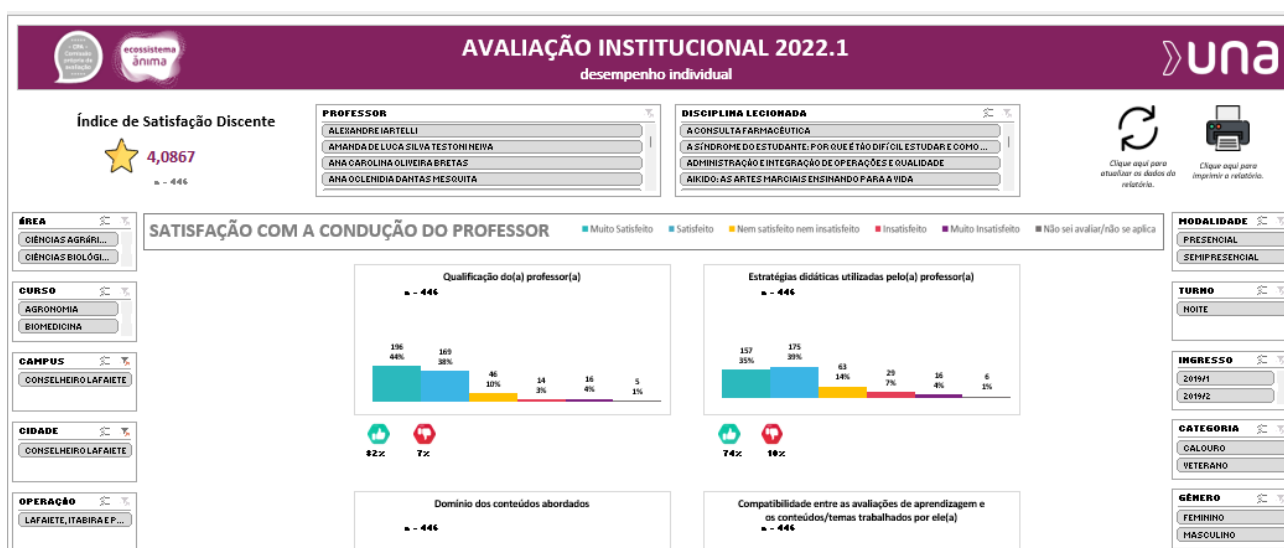 - CPA -
Comissão
própria de
avaliação
ecossistema
ânima
AVALIAÇÃO INSTITUCIONAL 2022.1
desempenho individual
una
Índice de Satisfação Discente
4,0867
n - 446
PROFESSOR
ALEXANDRE IARTELLI
AMANDA DE LUCA SILVA TESTONI NEIVA
ANA CAROLINA OLIVEIRA BRETAS
ANA OCLENIDIA DANTAS MESQUITA
DISCIPLINA LECIONADA
A CONSULTA FARMACÊUTICA
A SÍNDROME DO ESTUDANTE: POR QUE É TÃO DIFÍCIL ESTUDAR E COMO ...
ADMINISTRAÇÃO E INTEGRAÇÃO DE OPERAÇÕES E QUALIDADE
AIKIDO: AS ARTES MARCIAIS ENSINANDO PARA A VIDA
Clique aqui para
atualizar os dados do
relatório.
Clique aqui para
imprimir o relatório.
ÁREA
CIÊNCIAS AGRÁRI...
CIÊNCIAS BIOLÓGI...
CURSO
AGRONOMIA
BIOMEDICINA
CAMPUS
CONSELHEIRO LAFAIETE
CIDADE
CONSELHEIRO LAFAIETE
OPERAÇÃO
LAFAIETE, ITABIRA E P...
SATISFAÇÃO COM A CONDUÇÃO DO PROFESSOR
Muito Satisfeito Satisfeito Nem satisfeito nem insatisfeito Insatisfeito Muito Insatisfeito Não sei avaliar/não se aplica
Qualificação do(a) professor(a)
n - 446
196 169 46 14 16 5
44% 38% 10% 3% 4% 1%
82% 7%
Estratégias didáticas utilizadas pelo(a) professor(a)
n - 446
157 175 63 29 16 6
35% 39% 14% 7% 4% 1%
74% 10%
Domínio dos conteúdos abordados
n - 446
Compatibilidade entre as avaliações de aprendizagem e
os conteúdos/temas trabalhados por ele(a)
n - 446
MODALIDADE
PRESENCIAL
SEMIPRESENCIAL
TURNO
NOITE
INGRESSO
2019/1
2019/2
CATEGORIA
CALOURO
VETERANO
GÊNERO
FEMININO
MASCULINO